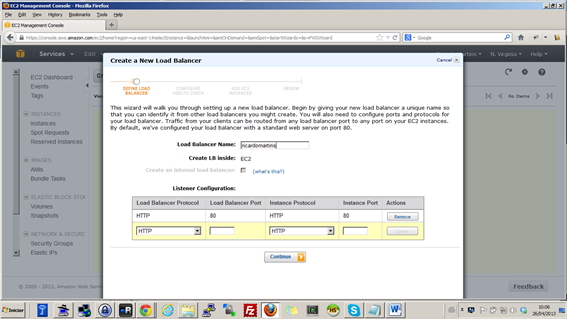 EC2 Management Console - Mozilla Firefox
File Edit View History Bookmarks Tools Help
EC2 Management Console
https://console.aws.amazon.com/ec2/home?region=us-east-1
Google
Services
Edit
N. Virginia
Help
EC2 Dashboard
Events
Tags
INSTANCES
Instances
Spot Requests
Reserved Instances
IMAGES
AMIs
Bundle Tasks
ELASTIC BLOCK STO
Volumes
Snapshots
NETWORK & SECURIT
Security Groups
Elastic IPs
No Items
Create a New Load Balancer
Cancel
DEFINE LOAD BALANCER
CONFIGURE HEALTH CHECK
ADD EC2 INSTANCES
REVIEW
This wizard will walk you through setting up a new load balancer. Begin by giving your new load balancer a unique name so
that you can identify it from other load balancers you might create. You will also need to configure ports and protocols for
your load balancer. Traffic from your clients can be routed from any load balancer port to any port on your EC2 instances.
By default, we've configured your load balancer with a standard web server on port 80.
Load Balancer Name: ricardomartins
Create LB inside: EC2
Create an internal load balancer: (what's this?)
Listener Configuration:
Load Balancer Protocol Load Balancer Port Instance Protocol Instance Port Actions
HTTP 80 HTTP 80 Remove
HTTP HTTP Save
Continue
© 2008 - 2013, Amazon Web Serv
Feedback
Iniciar
10:06
26/04/2013